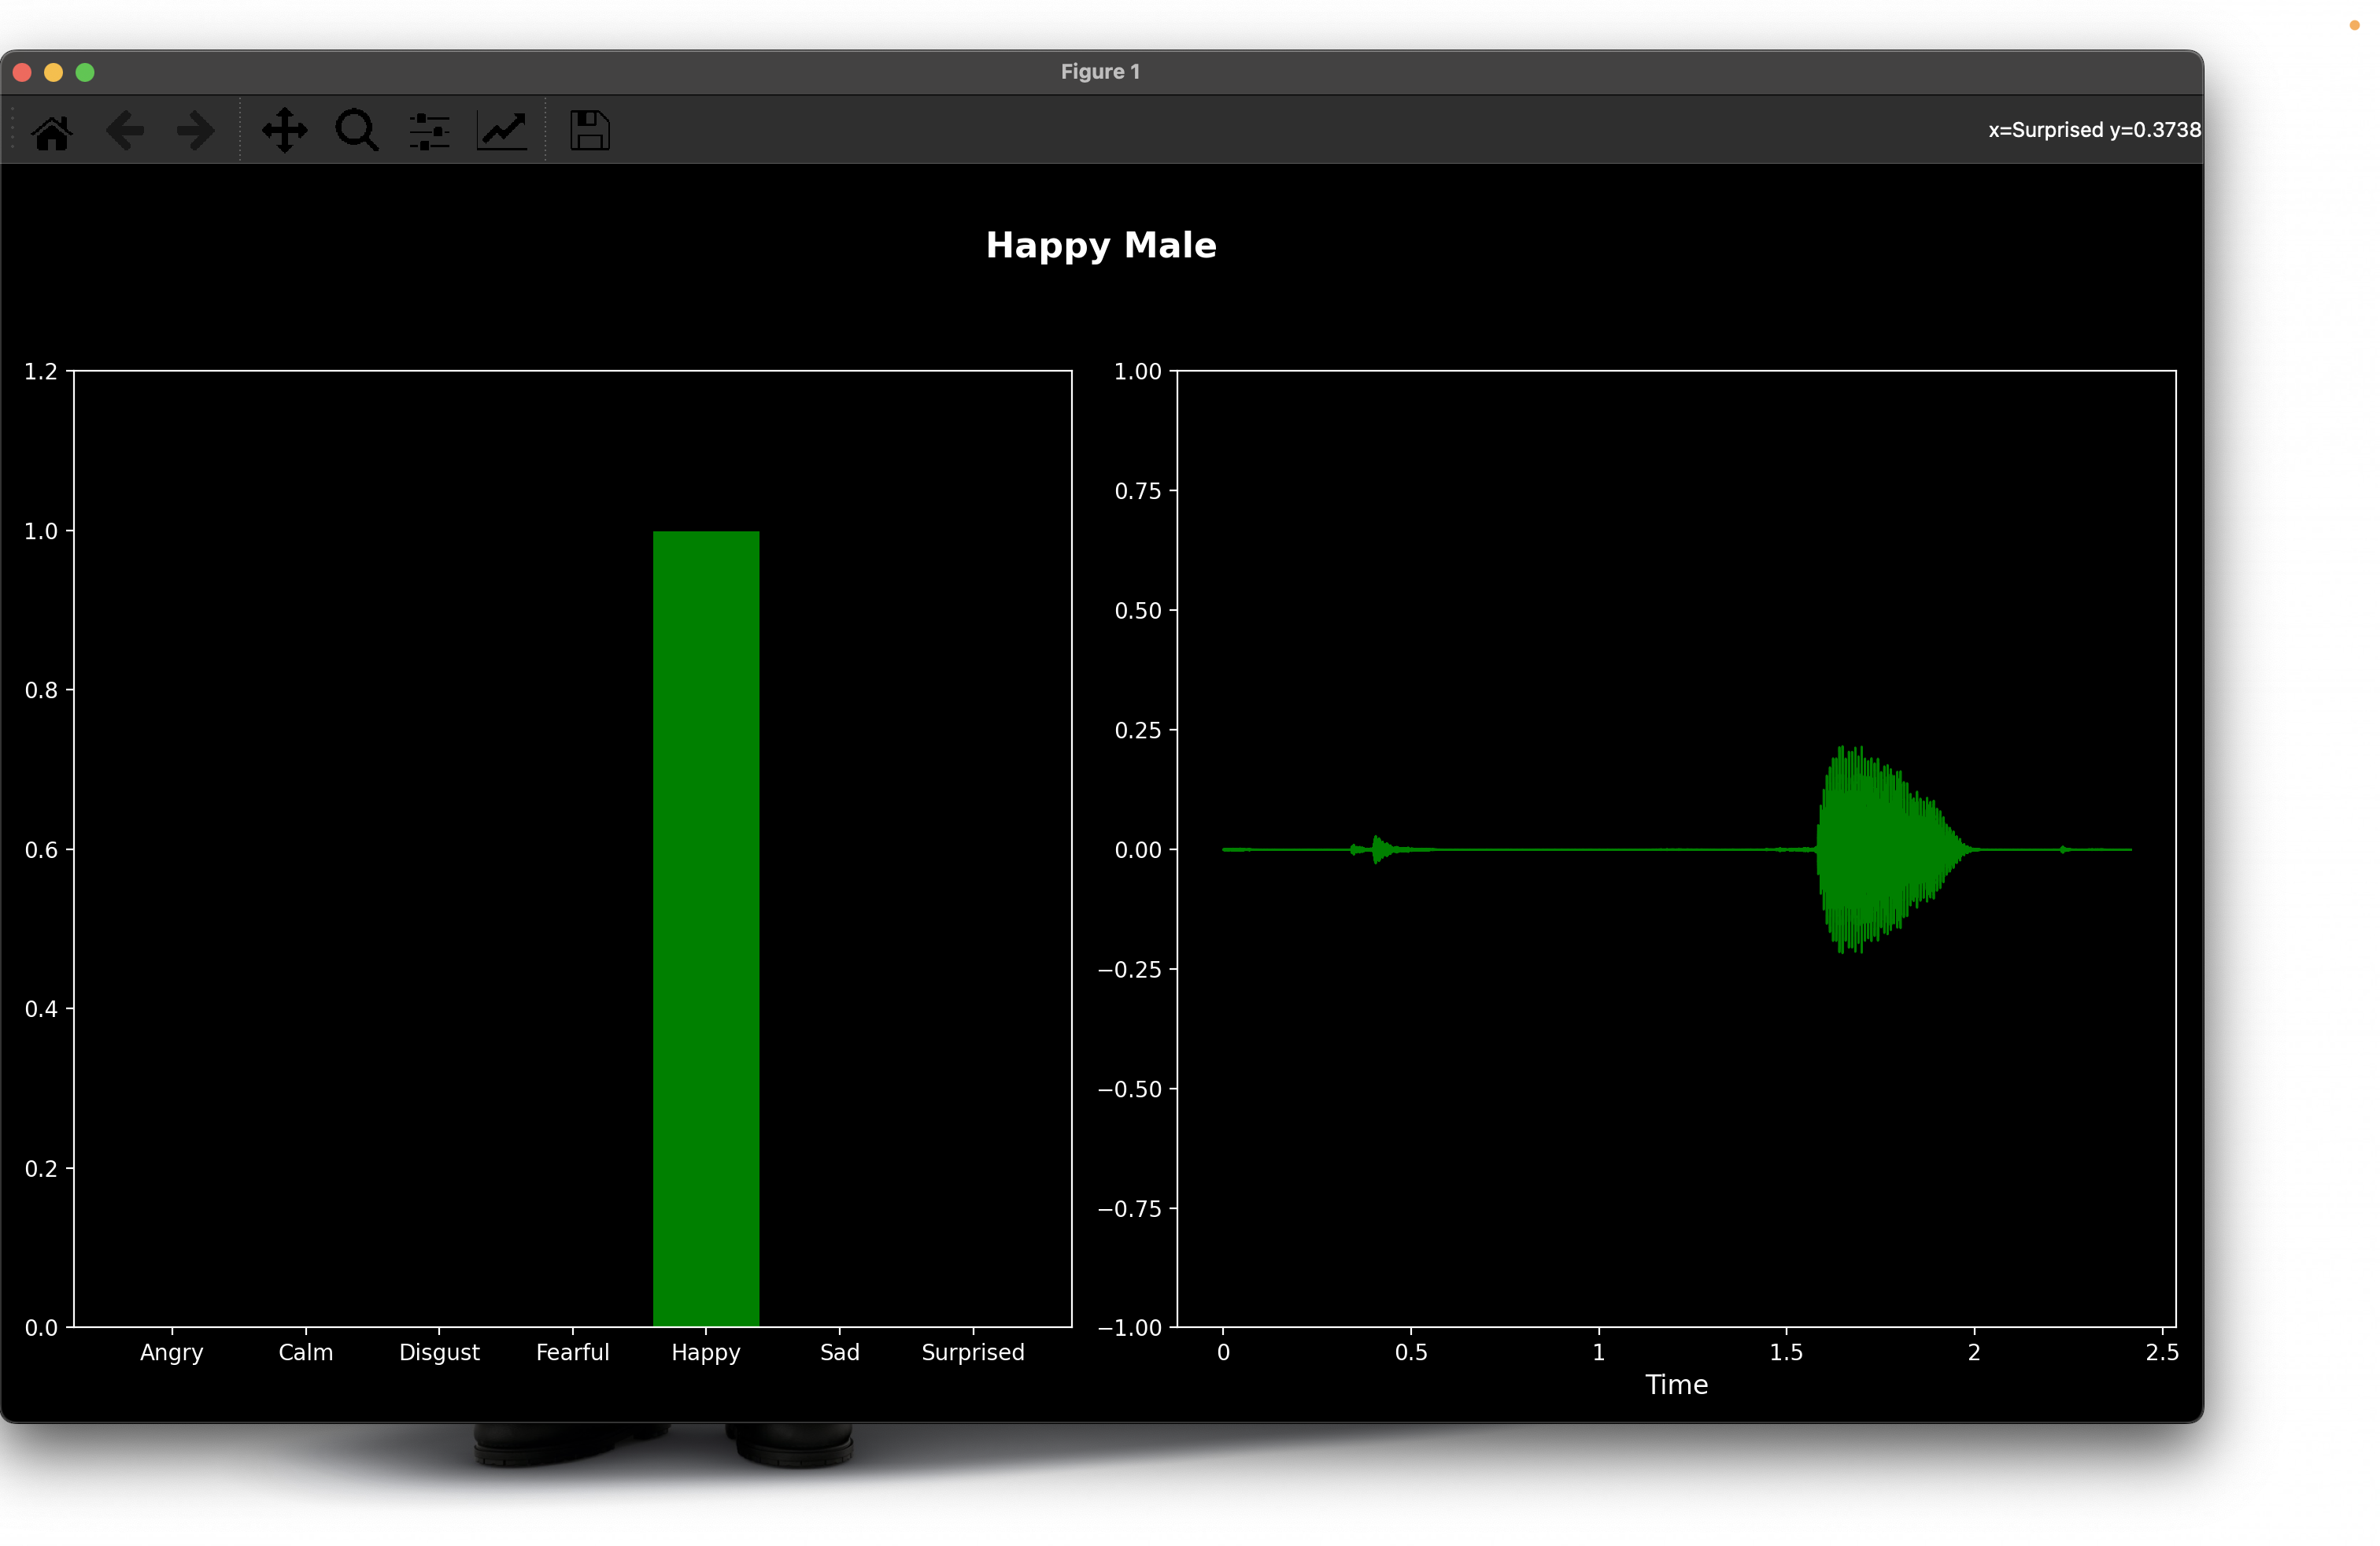 Figure 1
x=Surprised y=0.3738
Happy Male
1.2
1.0
0.8
0.6
0.4
0.2
0.0
Angry Calm Disgust Fearful Happy Sad Surprised
1.00
0.75
0.50
0.25
0.00
−0.25
−0.50
−0.75
−1.00
0 0.5 1 1.5 2 2.5
Time